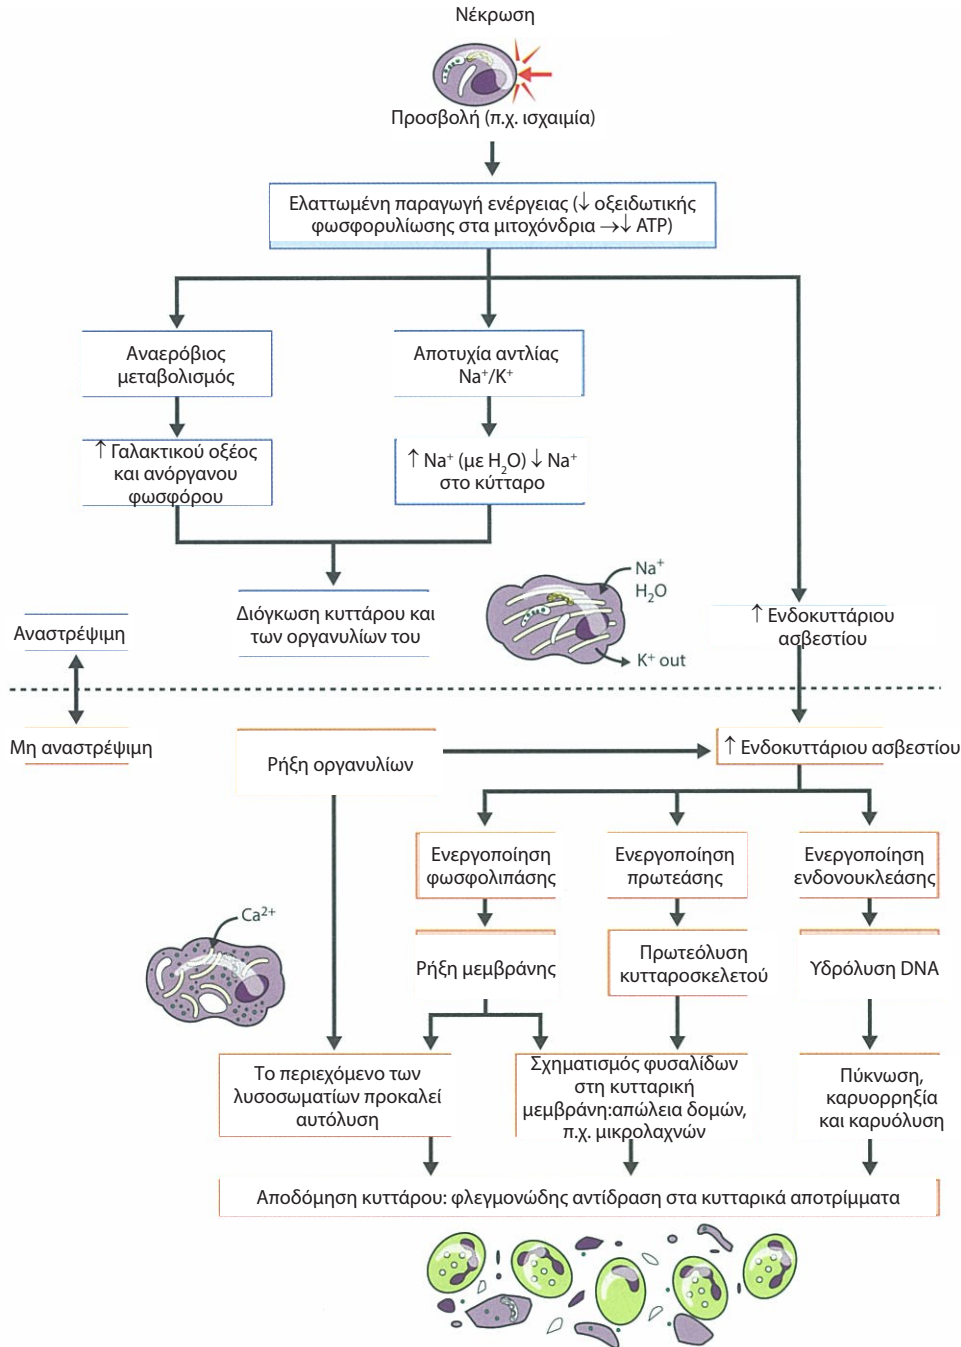 Νέκρωση
Προσβολή (π.χ. ισχαιμία)
Ελαττωμένη παραγωγή ενέργειας (↓ οξειδωτικής
φωσφορυλίωσης στα μιτοχόνδρια →↓ ATP)
Αναερόβιος
μεταβολισμός
Αποτυχία αντλίας
Na⁺/K⁺
↑ Γαλακτικού οξέος
και ανόργανου
φωσφόρου
↑ Na⁺ (με H₂O) ↓ Na⁺
στο κύτταρο
Διόγκωση κυττάρου και
των οργανυλίων του
Na⁺
H₂O
K⁺ out
↑ Ενδοκυττάριου
ασβεστίου
Αναστρέψιμη
Μη αναστρέψιμη
Ρήξη οργανυλίων
↑ Ενδοκυττάριου ασβεστίου
Ενεργοποίηση
φωσφολιπάσης
Ενεργοποίηση
πρωτεάσης
Ενεργοποίηση
ενδονουκλεάσης
Ca²⁺
Ρήξη μεμβράνης
Πρωτεόλυση
κυτταροσκελετού
Υδρόλυση DNA
Το περιεχόμενο των
λυσοσωματίων προκαλεί
αυτόλυση
Σχηματισμός φυσαλίδων
στη κυτταρική
μεμβράνη:απώλεια δομών,
π.χ. μικρολαχνών
Πύκνωση,
καρυορρηξία
και καρυόλυση
Αποδόμηση κυττάρου: φλεγμονώδης αντίδραση στα κυτταρικά αποτρίμματα